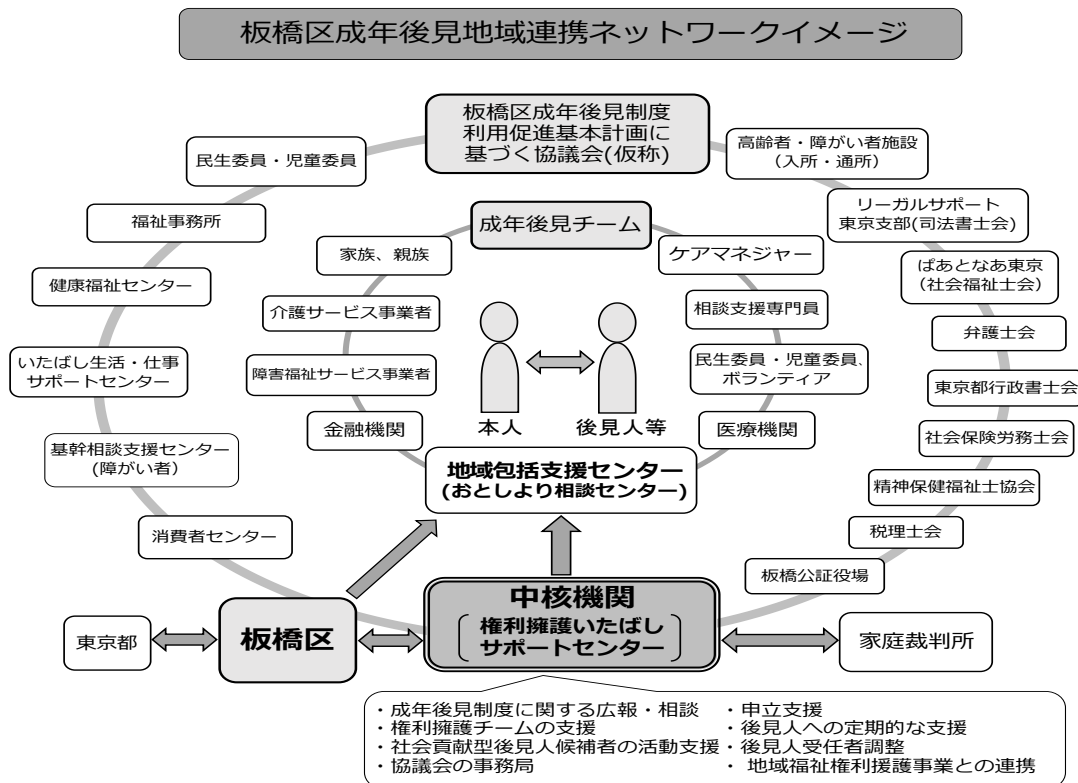 板橋区成年後見地域連携ネットワークイメージ
板橋区成年後見制度
利用促進基本計画に
基づく協議会(仮称)
民生委員・児童委員
福祉事務所
健康福祉センター
いたばし生活・仕事
サポートセンター
基幹相談支援センター
(障がい者)
消費者センター
高齢者・障がい者施設
（入所・通所）
リーガルサポート
東京支部(司法書士会)
ぱあとなあ東京
（社会福祉士会）
弁護士会
東京都行政書士会
社会保険労務士会
精神保健福祉士協会
税理士会
板橋公証役場
成年後見チーム
家族、親族
介護サービス事業者
障害福祉サービス事業者
金融機関
ケアマネジャー
相談支援専門員
民生委員・児童委員、
ボランティア
医療機関
本人
後見人等
地域包括支援センター
(おとしより相談センター)
東京都
板橋区
中核機関
権利擁護いたばし
サポートセンター
家庭裁判所
・成年後見制度に関する広報・相談
・権利擁護チームの支援
・社会貢献型後見人候補者の活動支援
・協議会の事務局
・申立支援
・後見人への定期的な支援
・後見人受任者調整
・地域福祉権利援護事業との連携